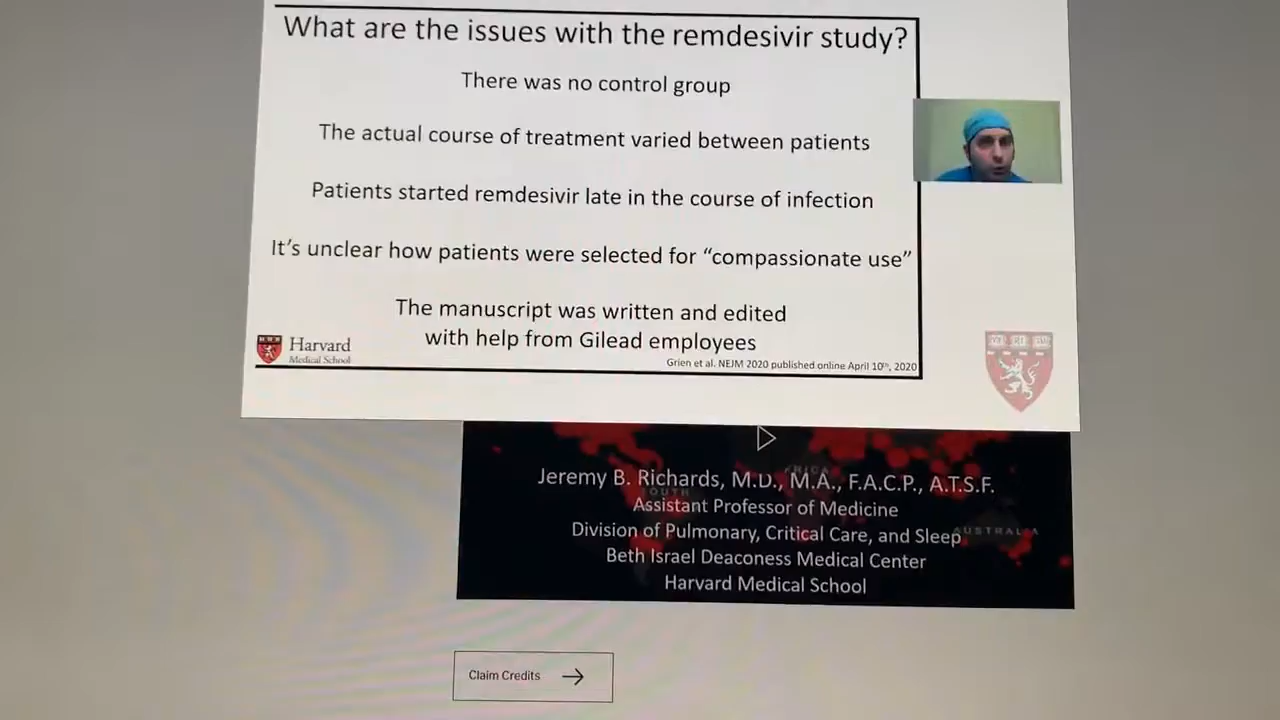 What are the issues with the remdesivir study?
There was no control group
The actual course of treatment varied between patients
Patients started remdesivir late in the course of infection
It's unclear how patients were selected for “compassionate use”
The manuscript was written and edited
with help from Gilead employees
Harvard
Medical School
Grien et al. NEJM 2020 published online April 10th, 2020
VE RI TAS
Jeremy B. Richards, M.D., M.A., F.A.C.P., A.T.S.F.
Assistant Professor of Medicine
Division of Pulmonary, Critical Care, and Sleep
AUSTRALIA
Beth Israel Deaconess Medical Center
Harvard Medical School
Claim Credits